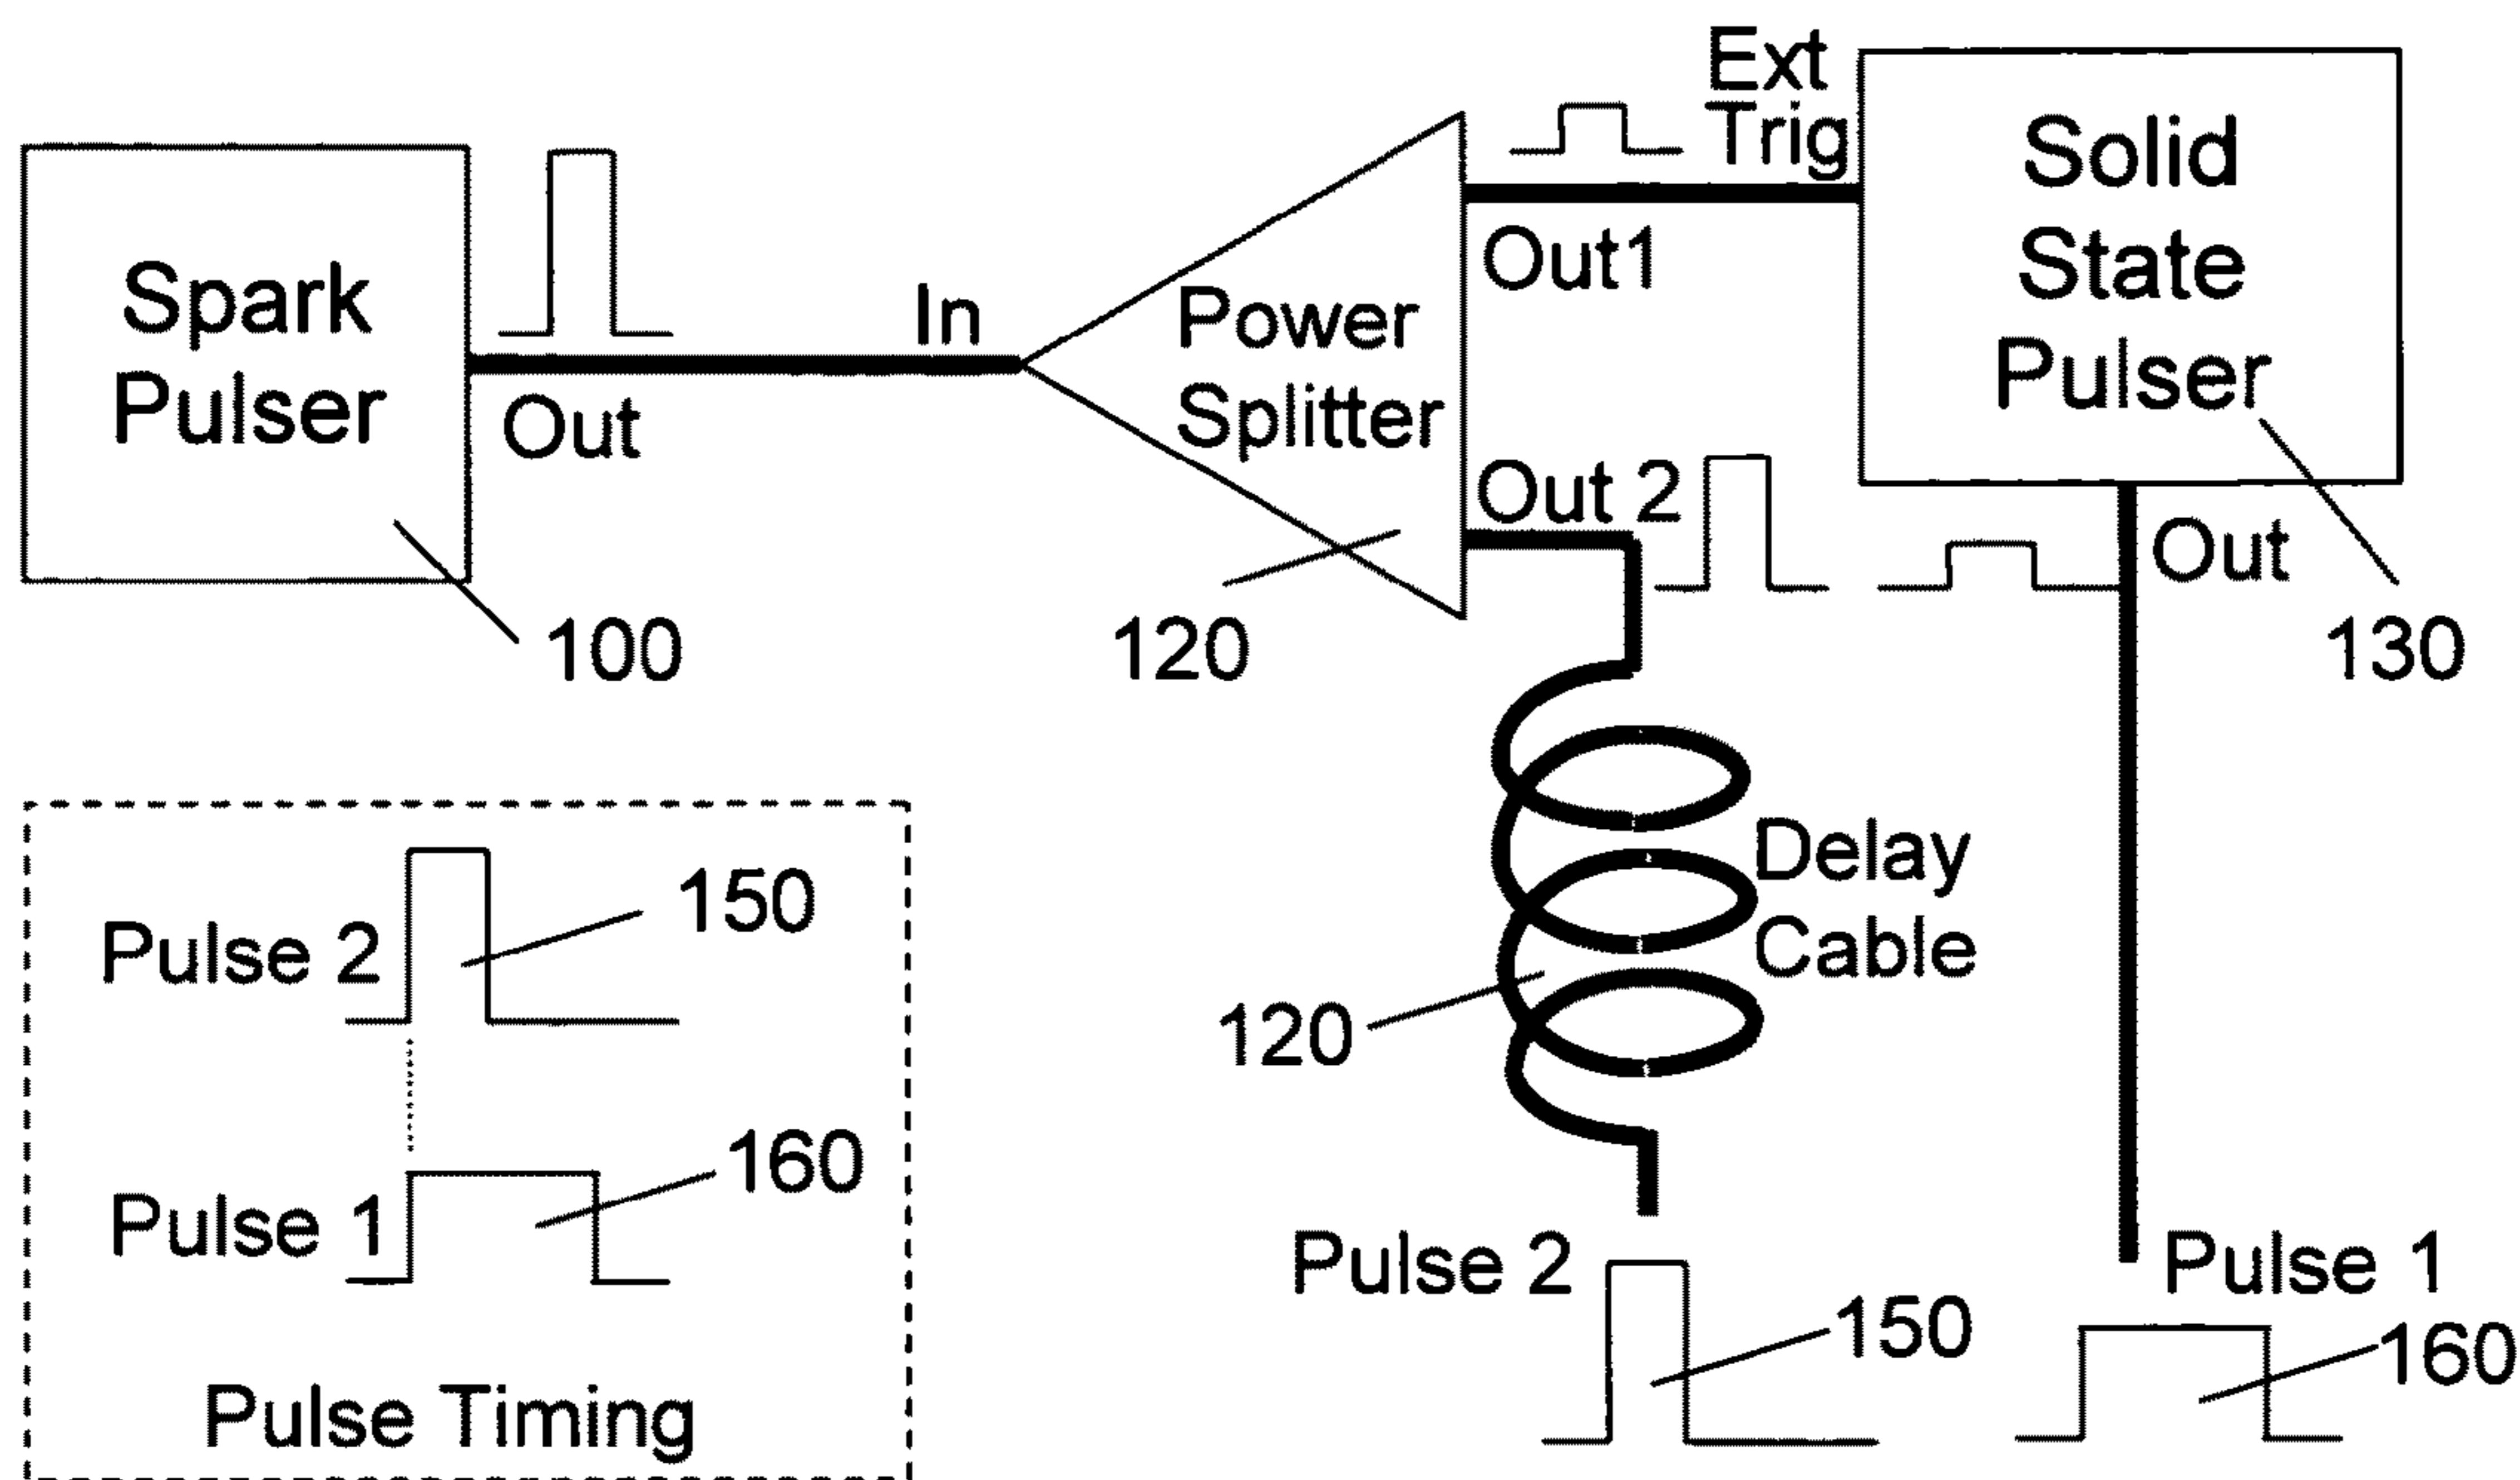 Spark
Pulser
Out
100
In
Power
Splitter
120
Out1
Ext
Trig
Solid
State
Pulser
130
Out 2
Out
Delay
Cable
120
Pulse 2
150
Pulse 1
160
Pulse 2
150
Pulse 1
160
Pulse Timing